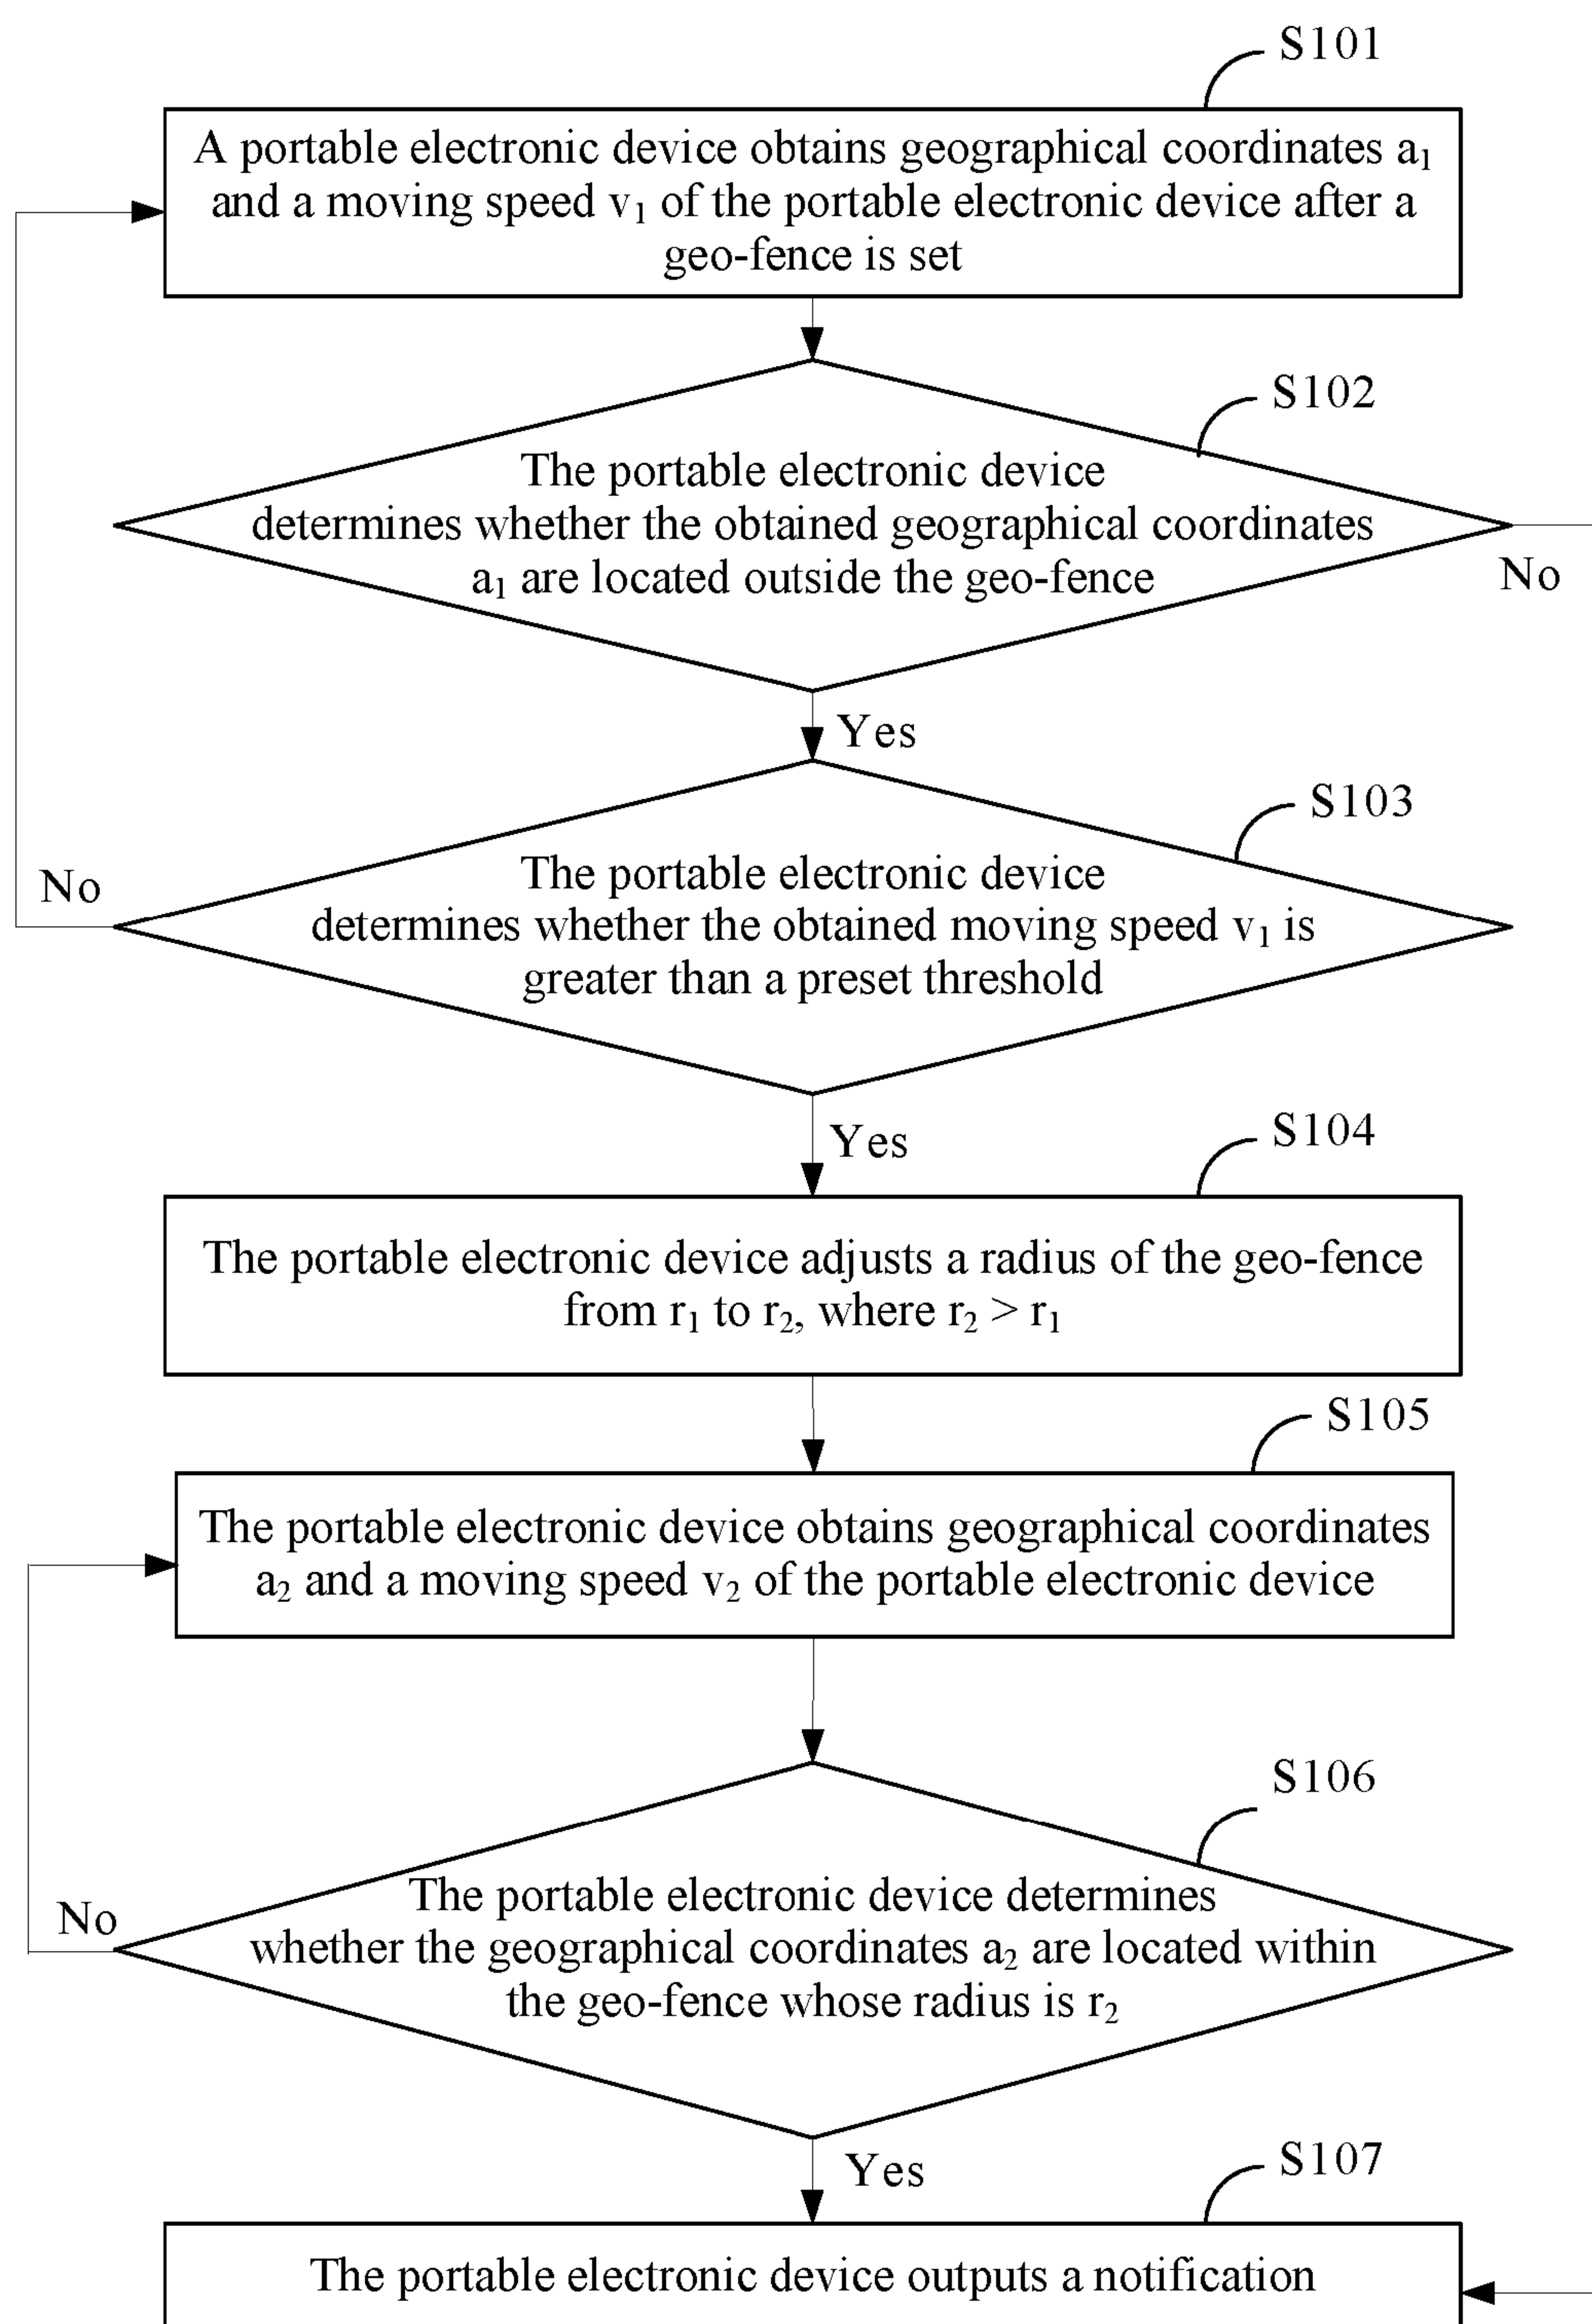 S101
A portable electronic device obtains geographical coordinates a₁
and a moving speed v₁ of the portable electronic device after a
geo-fence is set
S102
The portable electronic device
determines whether the obtained geographical coordinates
a₁ are located outside the geo-fence
No
Yes
S103
The portable electronic device
determines whether the obtained moving speed v₁ is
greater than a preset threshold
No
Yes
S104
The portable electronic device adjusts a radius of the geo-fence
from r₁ to r₂, where r₂ > r₁
S105
The portable electronic device obtains geographical coordinates
a₂ and a moving speed v₂ of the portable electronic device
S106
The portable electronic device determines
whether the geographical coordinates a₂ are located within
the geo-fence whose radius is r₂
No
Yes
S107
The portable electronic device outputs a notification